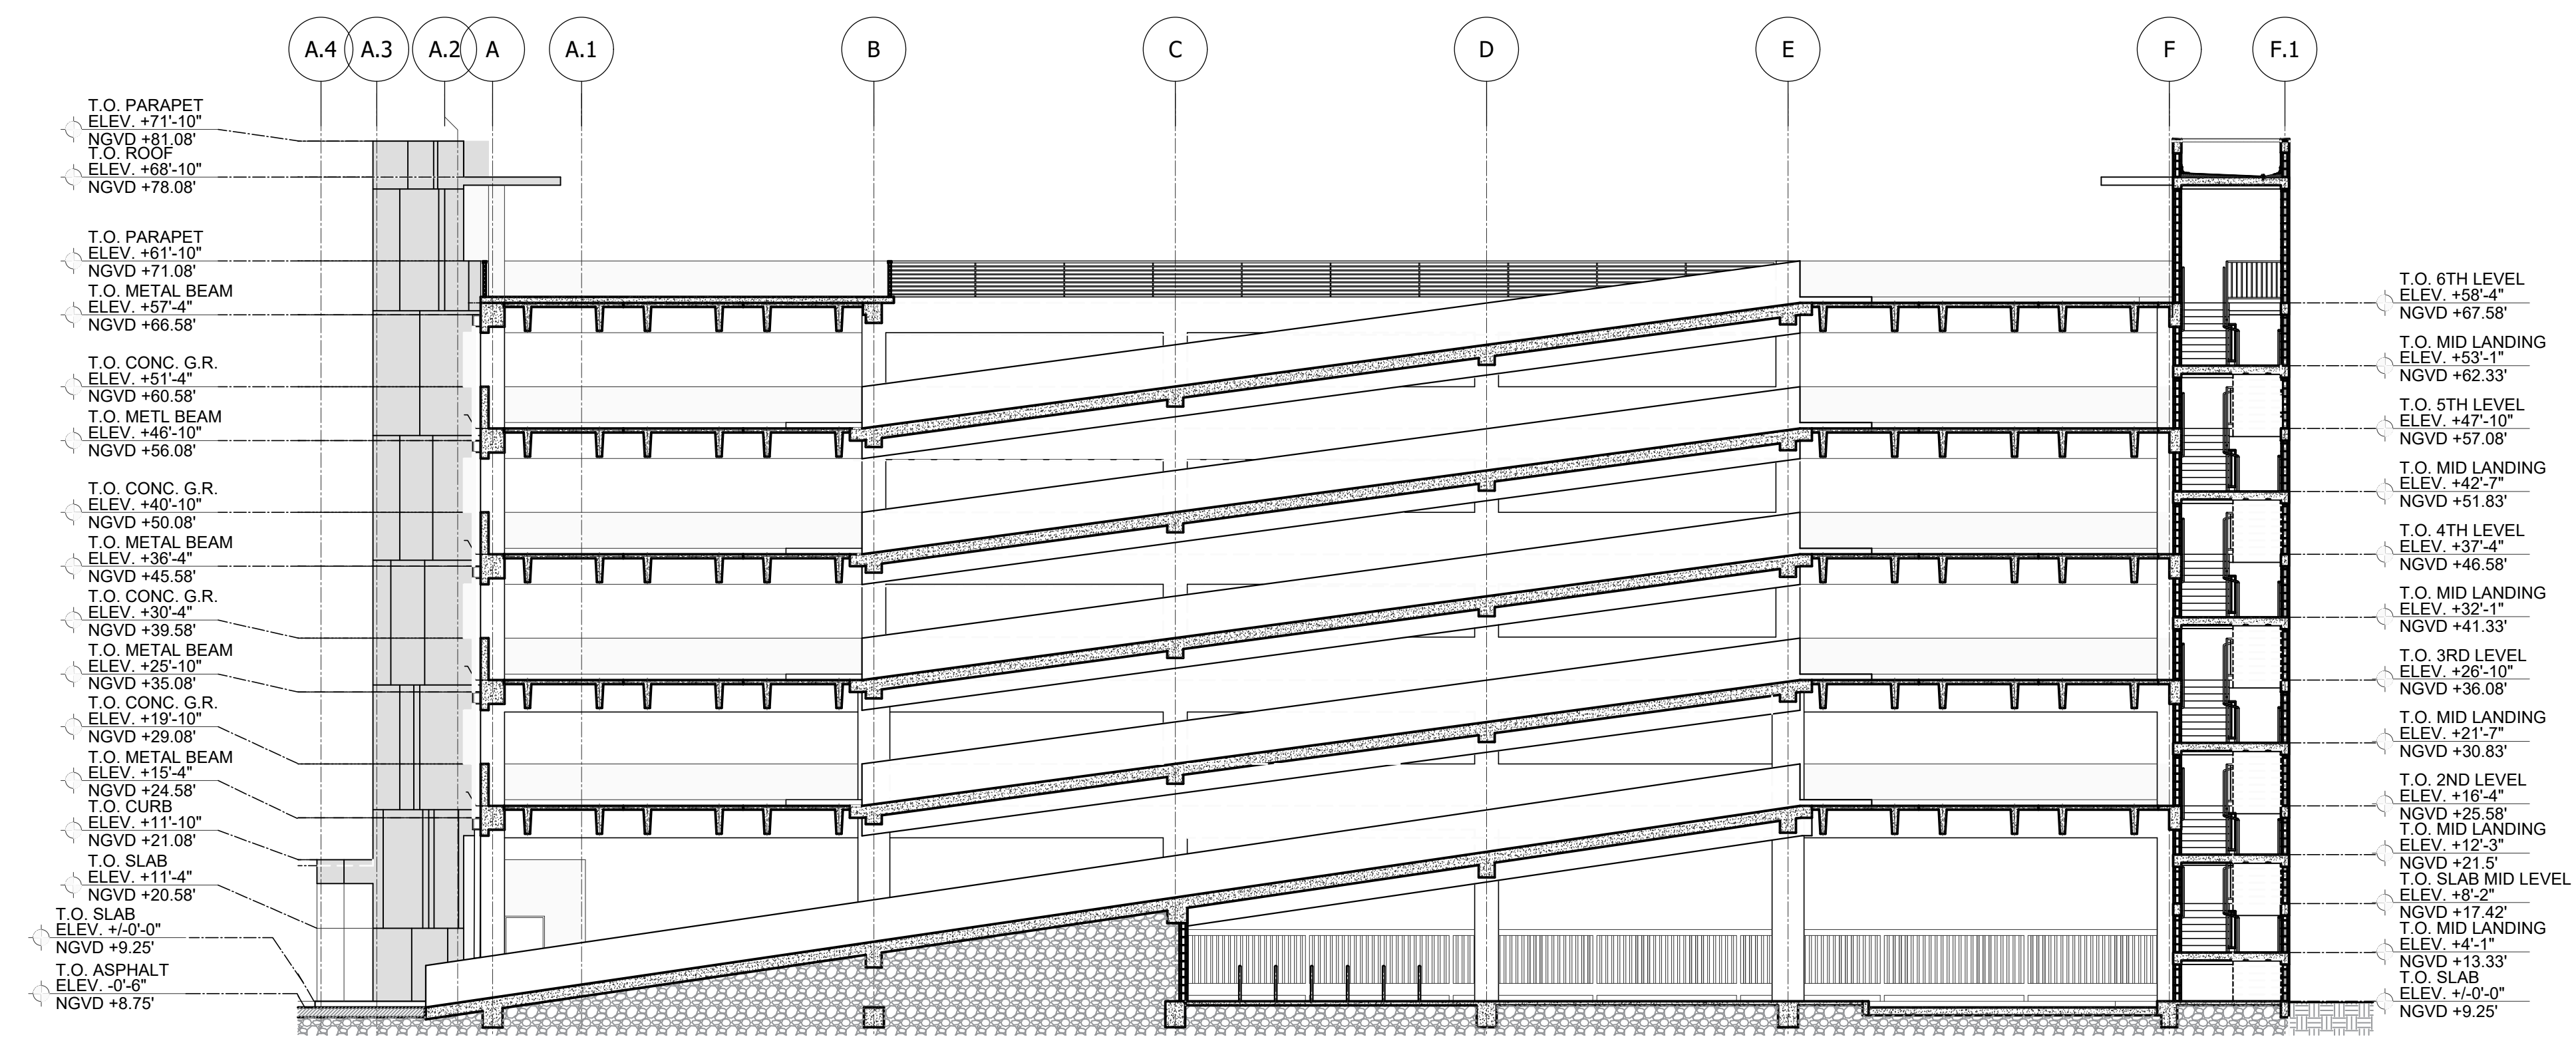 A.4
A.3
A.2
A
A.1
B
C
D
E
F
F.1
T.O. PARAPET
ELEV. +71'-10"
NGVD +81.08'
T.O. ROOF
ELEV. +68'-10"
NGVD +78.08'
T.O. PARAPET
ELEV. +61'-10"
NGVD +71.08'
T.O. METAL BEAM
ELEV. +57'-4"
NGVD +66.58'
T.O. CONC. G.R.
ELEV. +51'-4"
NGVD +60.58'
T.O. METL BEAM
ELEV. +46'-10"
NGVD +56.08'
T.O. CONC. G.R.
ELEV. +40'-10"
NGVD +50.08'
T.O. METAL BEAM
ELEV. +36'-4"
NGVD +45.58'
T.O. CONC. G.R.
ELEV. +30'-4"
NGVD +39.58'
T.O. METAL BEAM
ELEV. +25'-10"
NGVD +35.08'
T.O. CONC. G.R.
ELEV. +19'-10"
NGVD +29.08'
T.O. METAL BEAM
ELEV. +15'-4"
NGVD +24.58'
T.O. CURB
ELEV. +11'-10"
NGVD +21.08'
T.O. SLAB
ELEV. +11'-4"
NGVD +20.58'
T.O. SLAB
ELEV. +/-0'-0"
NGVD +9.25'
T.O. ASPHALT
ELEV. -0'-6"
NGVD +8.75'
T.O. 6TH LEVEL
ELEV. +58'-4"
NGVD +67.58'
T.O. MID LANDING
ELEV. +53'-1"
NGVD +62.33'
T.O. 5TH LEVEL
ELEV. +47'-10"
NGVD +57.08'
T.O. MID LANDING
ELEV. +42'-7"
NGVD +51.83'
T.O. 4TH LEVEL
ELEV. +37'-4"
NGVD +46.58'
T.O. MID LANDING
ELEV. +32'-1"
NGVD +41.33'
T.O. 3RD LEVEL
ELEV. +26'-10"
NGVD +36.08'
T.O. MID LANDING
ELEV. +21'-7"
NGVD +30.83'
T.O. 2ND LEVEL
ELEV. +16'-4"
NGVD +25.58'
T.O. MID LANDING
ELEV. +12'-3"
NGVD +21.5'
T.O. SLAB MID LEVEL
ELEV. +8'-2"
NGVD +17.42'
T.O. MID LANDING
ELEV. +4'-1"
NGVD +13.33'
T.O. SLAB
ELEV. +/-0'-0"
NGVD +9.25'